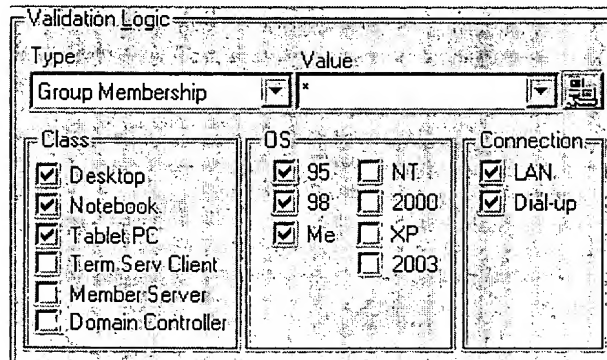 Validation Logic
Type Value
Group Membership *
Class OS Connection
Desktop 95 NT LAN
Notebook 98 2000 Dial-up
Tablet PC Me XP
Term Serv Client 2003
Member Server
Domain Controller